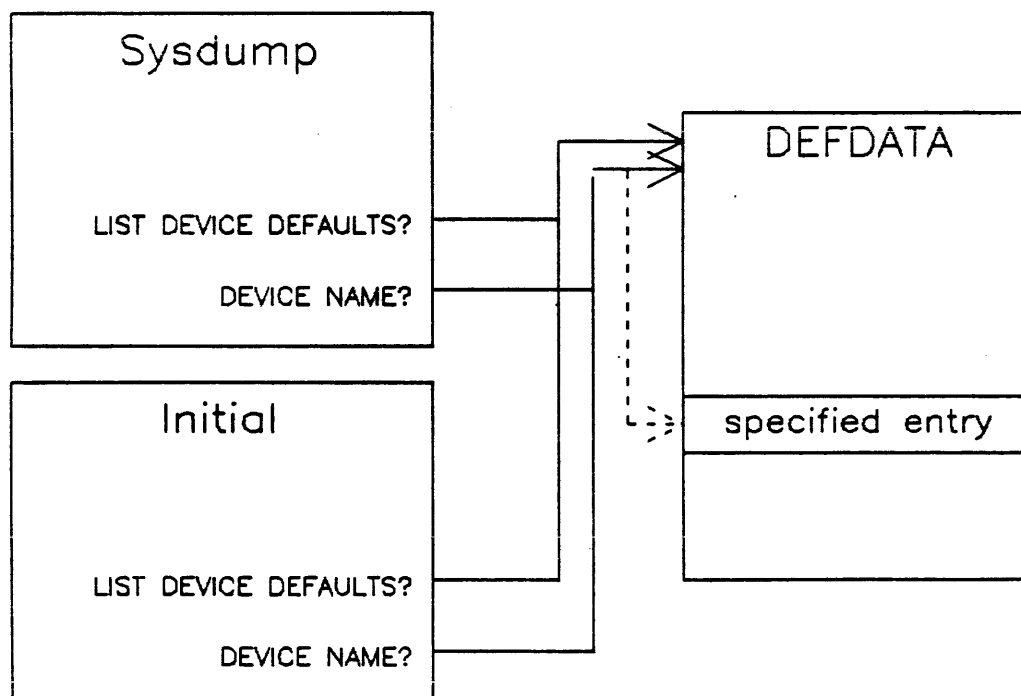 Sysdump
LIST DEVICE DEFAULTS?
DEVICE NAME?
DEFDATA
specified entry
Initial
LIST DEVICE DEFAULTS?
DEVICE NAME?